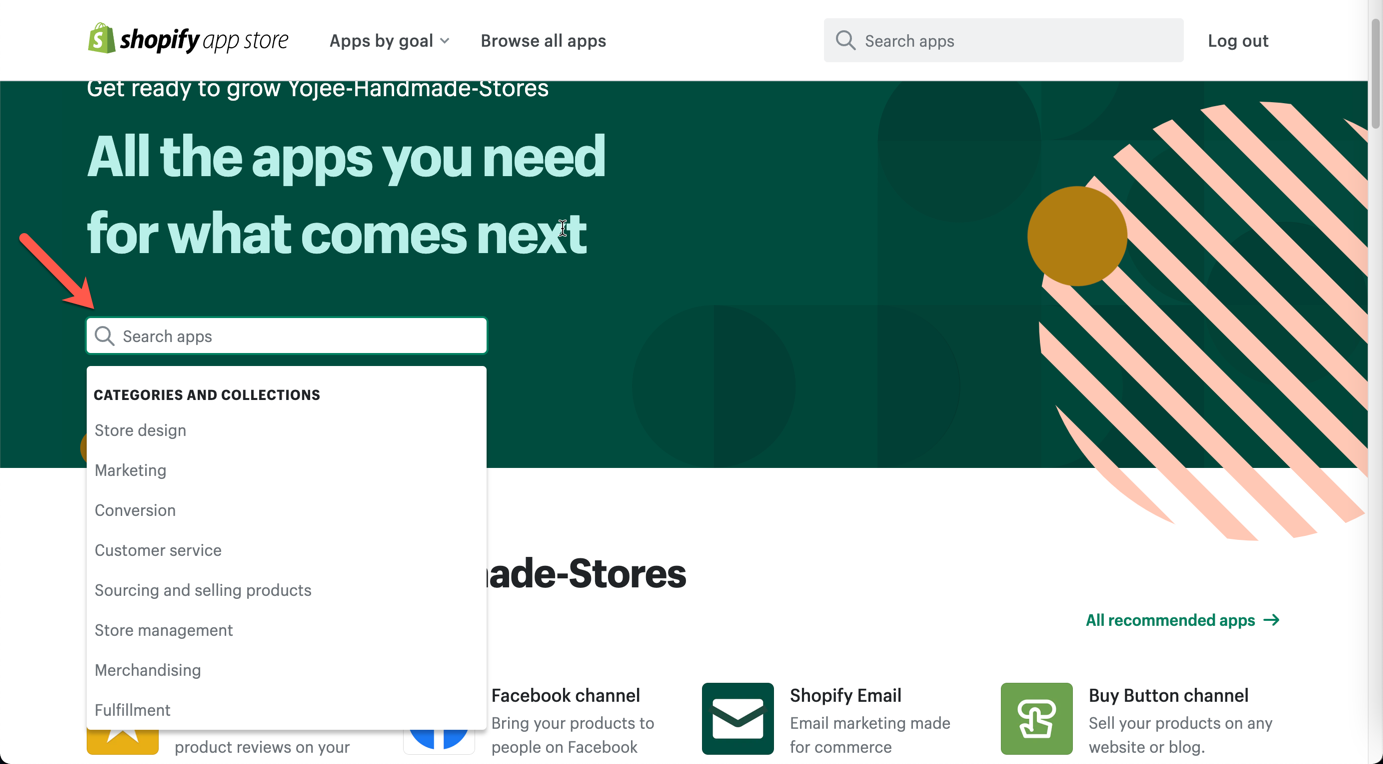 shopify app store
Apps by goal
Browse all apps
Search apps
Log out
Get ready to grow Yojee-Handmade-Stores
All the apps you need
for what comes next
Search apps
CATEGORIES AND COLLECTIONS
Store design
Marketing
Conversion
Customer service
Sourcing and selling products
Store management
Merchandising
Fulfillment
ade-Stores
All recommended apps
product reviews on your
Facebook channel
Bring your products to
people on Facebook
Shopify Email
Email marketing made
for commerce
Buy Button channel
Sell your products on any
website or blog.